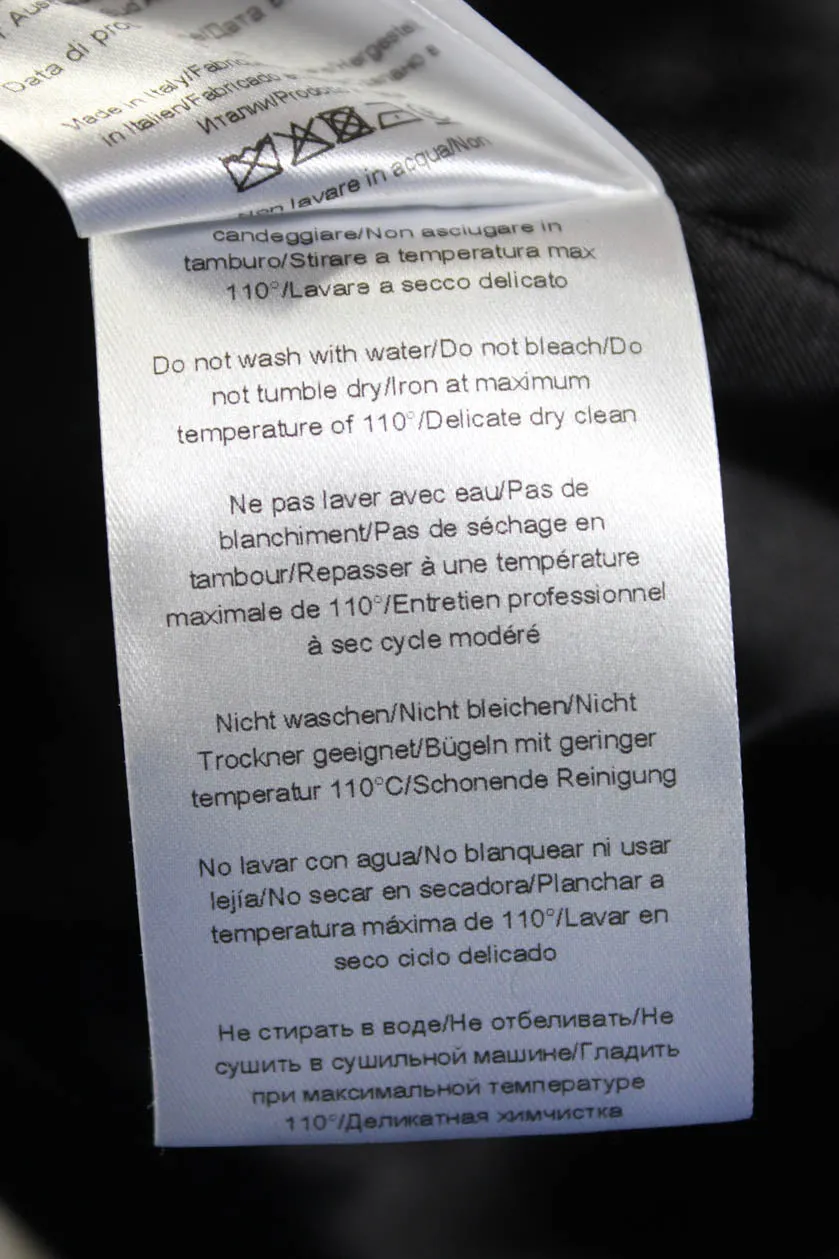 Data di
Made in Italy/
in Italien/Fabricado
Италии/
lavare in acqua/Non
candeggiare/Non asciugare in
tamburo/Stirare a temperatura max
110°/Lavare a secco delicato
Do not wash with water/Do not bleach/Do
not tumble dry/Iron at maximum
temperature of 110°/Delicate dry clean
Ne pas laver avec eau/Pas de
blanchiment/Pas de séchage en
tambour/Repasser à une température
maximale de 110°/Entretien professionnel
à sec cycle modéré
Nicht waschen/Nicht bleichen/Nicht
Trockner geeignet/Bügeln mit geringer
temperatur 110°C/Schonende Reinigung
No lavar con agua/No blanquear ni usar
lejía/No secar en secadora/Planchar a
temperatura máxima de 110°/Lavar en
seco ciclo delicado
Не стирать в воде/Не отбеливать/Не
сушить в сушильной машине/Гладить
при максимальной температуре
110°/Деликатная химчистка